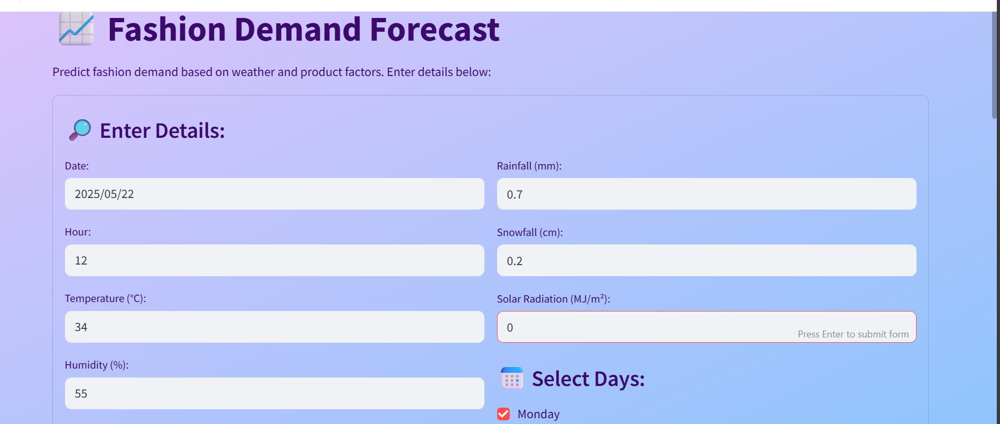 Fashion Demand Forecast
Predict fashion demand based on weather and product factors. Enter details below:
Enter Details:
Date:
2025/05/22
Hour:
12
Temperature (°C):
34
Humidity (%):
55
Rainfall (mm):
0.7
Snowfall (cm):
0.2
Solar Radiation (MJ/m²):
0
Press Enter to submit form
Select Days:
Monday